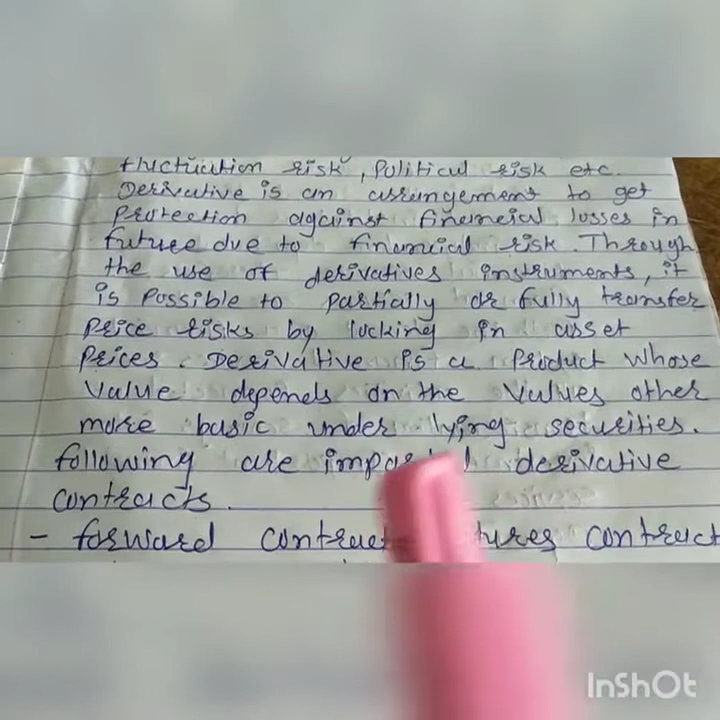 fluctuation risk, Political risk etc.
Derivative is an arrangement to get
protection against financial losses in
future due to financial risk. Through
the use of derivatives instruments, it
is possible to partially or fully transfer
price risks by locking in asset
prices. Derivative is a product whose
value depends on the values other
more basic under lying securities.
following are derivative
contracts.
- forward contract contract
InShOt